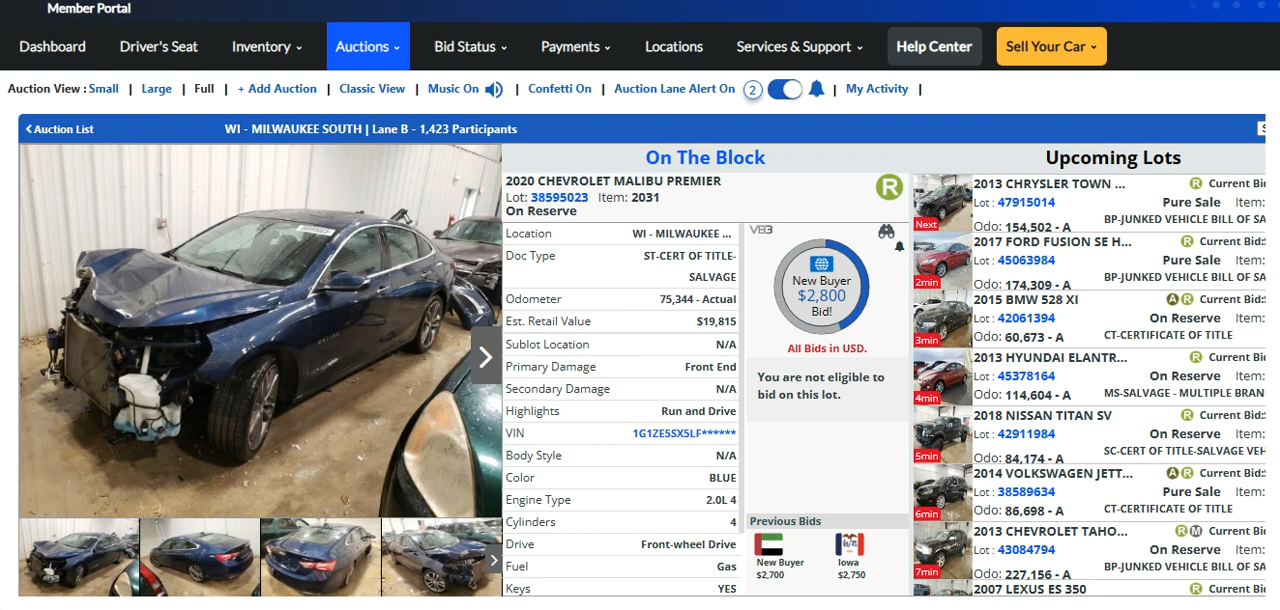 Member Portal
Dashboard Driver's Seat Inventory Auctions Bid Status Payments Locations Services & Support Help Center Sell Your Car
Auction View : Small | Large | Full | + Add Auction | Classic View | Music On | Confetti On | Auction Lane Alert On 2 | My Activity |
Auction List WI - MILWAUKEE SOUTH | Lane B - 1,423 Participants
On The Block
2020 CHEVROLET MALIBU PREMIER
Lot: 38595023 Item: 2031
On Reserve
R
Location WI - MILWAUKEE ...
Doc Type ST-CERT OF TITLE-
SALVAGE
Odometer 75,344 - Actual
Est. Retail Value $19,815
Sublot Location N/A
Primary Damage Front End
Secondary Damage N/A
Highlights Run and Drive
VIN 1G1ZE5SX5LF******
Body Style N/A
Color BLUE
Engine Type 2.0L 4
Cylinders 4
Drive Front-wheel Drive
Fuel Gas
Keys YES
VB3
New Buyer
$2,800
Bid!
All Bids in USD.
You are not eligible to
bid on this lot.
Previous Bids
New Buyer
$2,700
Iowa
$2,750
Upcoming Lots
2013 CHRYSLER TOWN ... R Current Bid
Lot : 47915014 Pure Sale Item:
BP-JUNKED VEHICLE BILL OF SA
Next Odo: 154,502 - A
2017 FORD FUSION SE H... R Current Bid:
Lot : 45063984 Pure Sale Item:
BP-JUNKED VEHICLE BILL OF SA
2min Odo: 174,309 - A
2015 BMW 528 XI A R Current Bid:
Lot : 42061394 On Reserve Item:
CT-CERTIFICATE OF TITLE
3min Odo: 60,673 - A
2013 HYUNDAI ELANTR... R Current Bid
Lot : 45378164 On Reserve Item:
MS-SALVAGE - MULTIPLE BRAN
4min Odo: 114,604 - A
2018 NISSAN TITAN SV R Current Bid:
Lot : 42911984 On Reserve Item:
SC-CERT OF TITLE-SALVAGE VEH
5min Odo: 84,174 - A
2014 VOLKSWAGEN JETT... A R Current Bid:
Lot : 38589634 Pure Sale Item:
CT-CERTIFICATE OF TITLE
6min Odo: 86,698 - A
2013 CHEVROLET TAHO... R M Current Bid
Lot : 43084794 On Reserve Item:
BP-JUNKED VEHICLE BILL OF SA
7min Odo: 227,156 - A
2007 LEXUS ES 350 R Current Bid